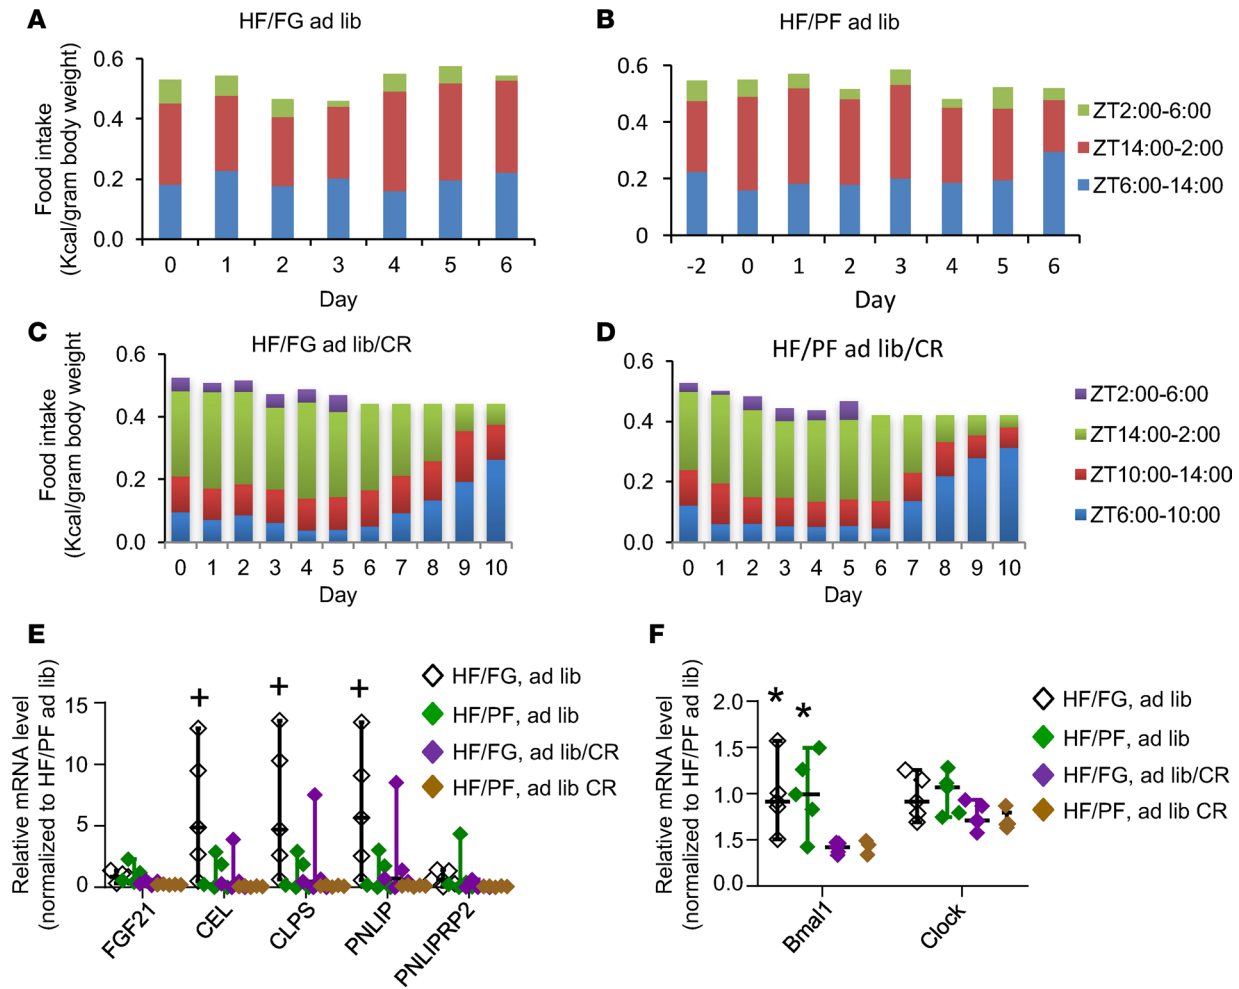 A
HF/FG ad lib
Food intake
(Kcal/gram body weight)
0.6
0.4
0.2
0.0
0 1 2 3 4 5 6
Day
B
HF/PF ad lib
0.6
0.4
0.2
0
-2 0 1 2 3 4 5 6
Day
ZT2:00-6:00
ZT14:00-2:00
ZT6:00-14:00
C
HF/FG ad lib/CR
Food intake
(Kcal/gram body weight)
0.6
0.4
0.2
0.0
0 1 2 3 4 5 6 7 8 9 10
Day
D
HF/PF ad lib/CR
0.6
0.4
0.2
0.0
0 1 2 3 4 5 6 7 8 9 10
Day
ZT2:00-6:00
ZT14:00-2:00
ZT10:00-14:00
ZT6:00-10:00
E
Relative mRNA level
(normalized to HF/PF ad lib)
15
10
5
0
+ + +
FGF21
CEL
CLPS
PNLIP
PNLIPRP2
HF/FG, ad lib
HF/PF, ad lib
HF/FG, ad lib/CR
HF/PF, ad lib CR
F
Relative mRNA level
(normalized to HF/PF ad lib)
2.0
1.5
1.0
1.5
0.0
* *
Bmal1
Clock
HF/FG, ad lib
HF/PF, ad lib
HF/FG, ad lib/CR
HF/PF, ad lib CR